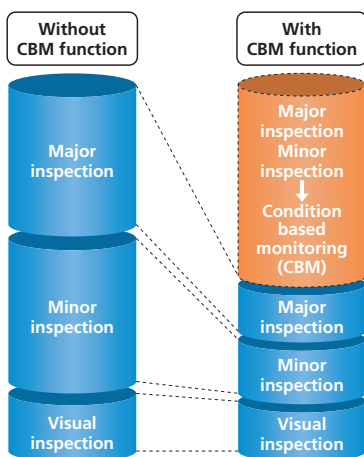 Without
CBM function
Major
inspection
Minor
inspection
Visual
inspection
With
CBM function
Major
inspection
Minor
inspection
Condition
based
monitoring
(CBM)
Major
inspection
Minor
inspection
Visual
inspection